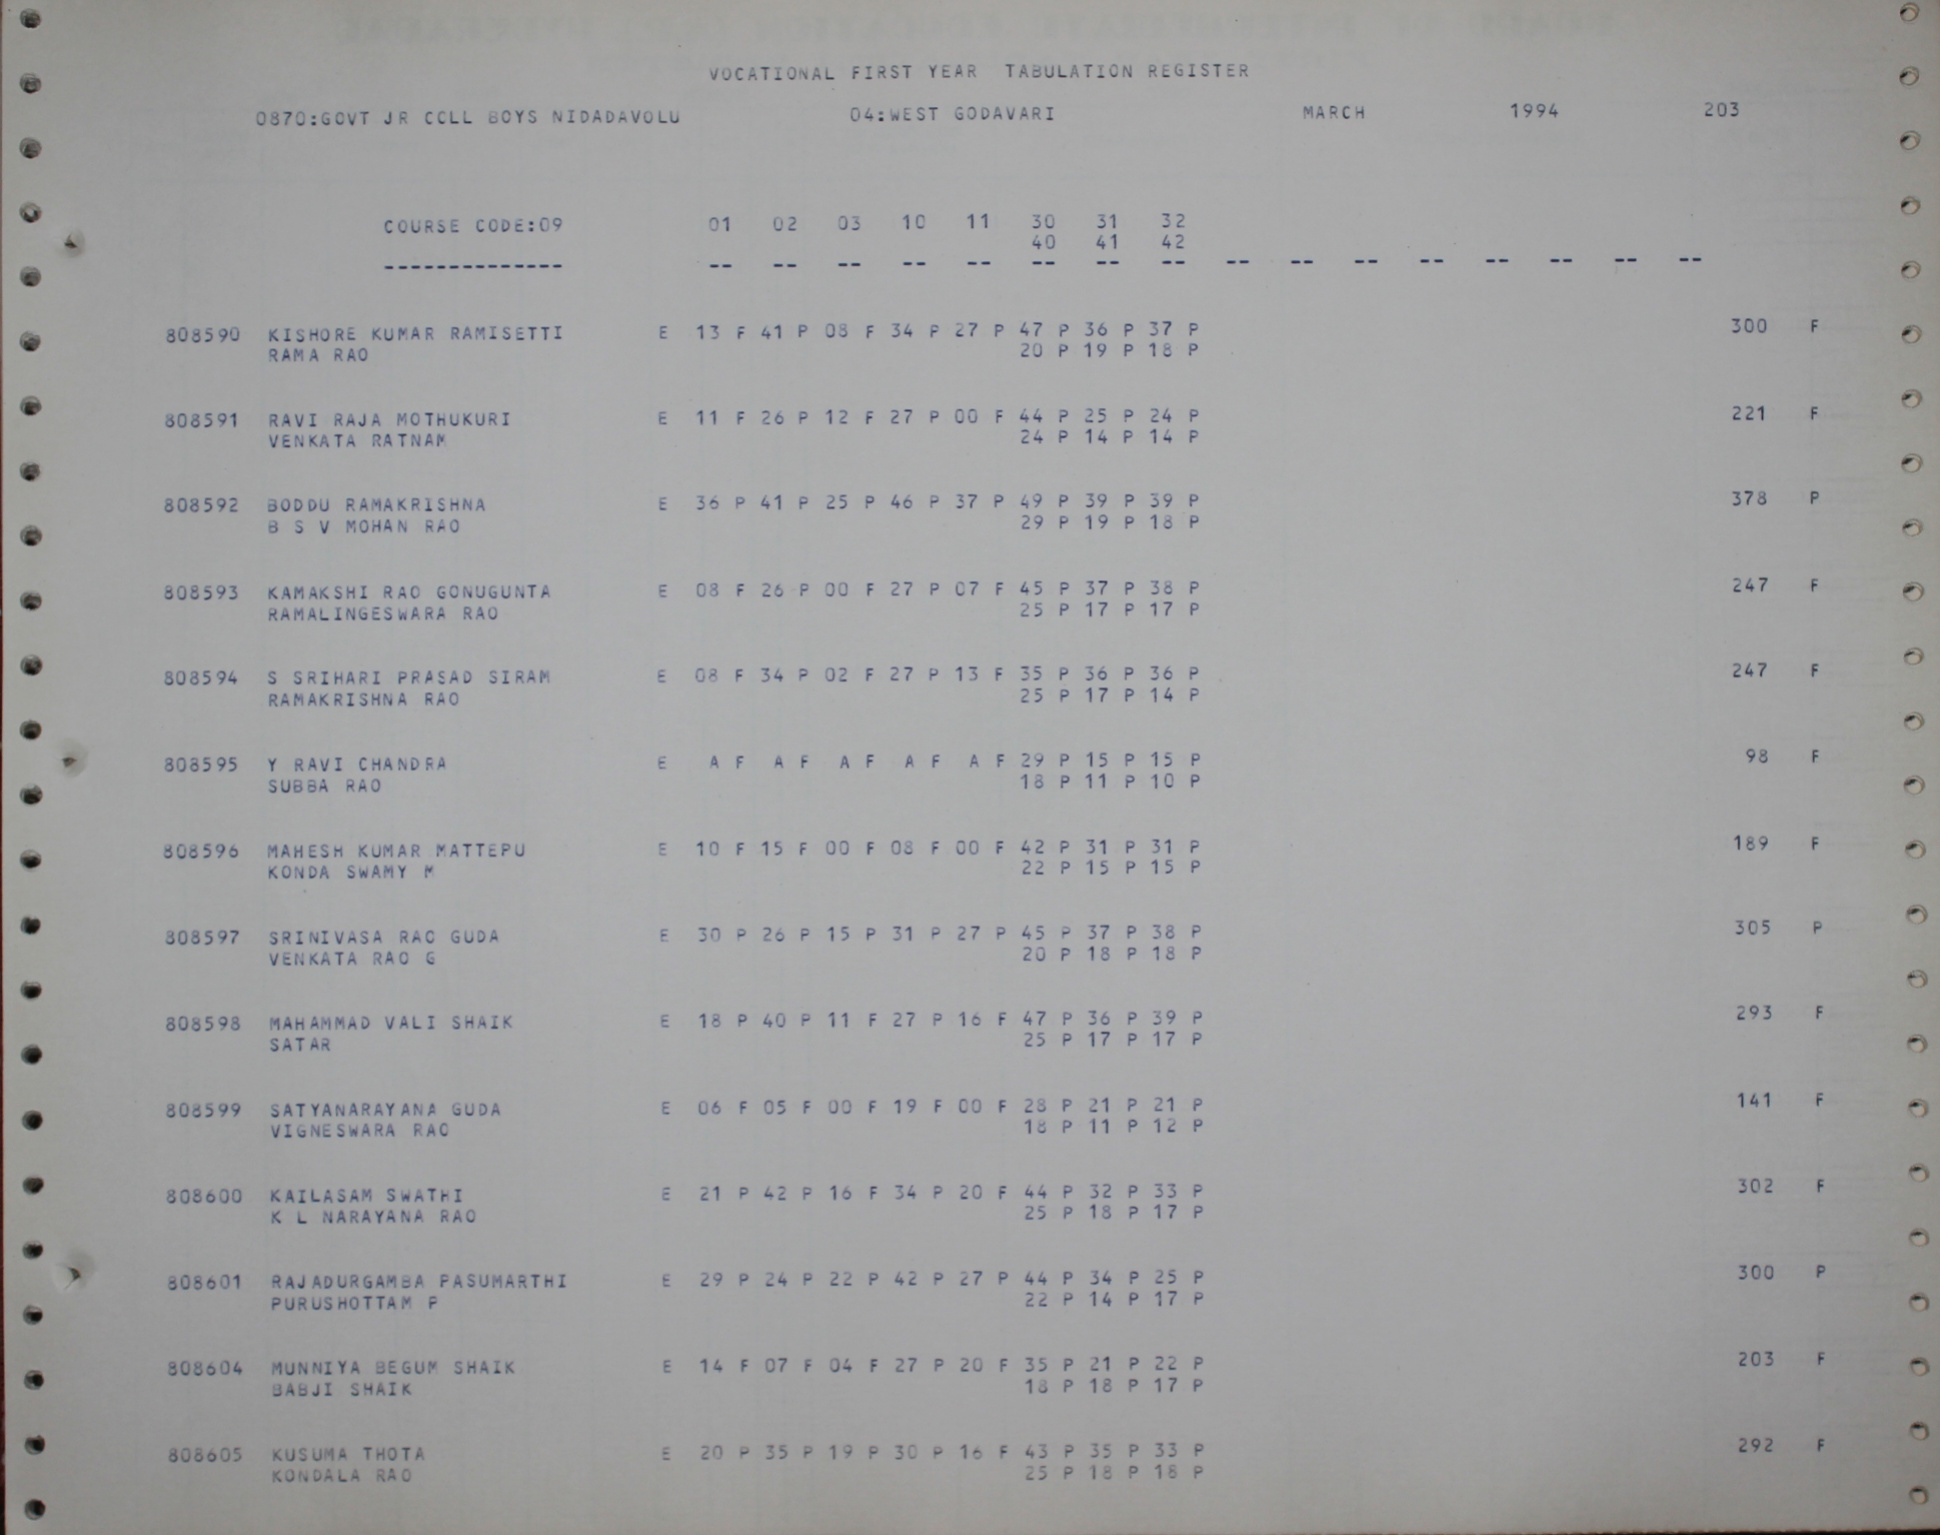 VOCATIONAL FIRST YEAR TABULATION REGISTER
0870:GOVT JR COLL BOYS NIDADAVOLU 04:WEST GODAVARI MARCH 1994 203
COURSE CODE:09 01 02 03 10 11 30 31 32
40 41 42
-------------- -- -- -- -- -- -- -- -- -- -- -- -- -- -- -- --
808590 KISHORE KUMAR RAMISETTI E 13 F 41 P 08 F 34 P 27 P 47 P 36 P 37 P 300 F
RAMA RAO 20 P 19 P 18 P
808591 RAVI RAJA MOTHUKURI E 11 F 26 P 12 F 27 P 00 F 44 P 25 P 24 P 221 F
VENKATA RATNAM 24 P 14 P 14 P
808592 BODDU RAMAKRISHNA E 36 P 41 P 25 P 46 P 37 P 49 P 39 P 39 P 378 P
B S V MOHAN RAO 29 P 19 P 18 P
808593 KAMAKSHI RAO GONUGUNTA E 08 F 26 P 00 F 27 P 07 F 45 P 37 P 38 P 247 F
RAMALINGESWARA RAO 25 P 17 P 17 P
808594 S SRIHARI PRASAD SIRAM E 08 F 34 P 02 F 27 P 13 F 35 P 36 P 36 P 247 F
RAMAKRISHNA RAO 25 P 17 P 14 P
808595 Y RAVI CHANDRA E A F A F A F A F A F 29 P 15 P 15 P 98 F
SUBBA RAO 18 P 11 P 10 P
808596 MAHESH KUMAR MATTEPU E 10 F 15 F 00 F 08 F 00 F 42 P 31 P 31 P 189 F
KONDA SWAMY M 22 P 15 P 15 P
808597 SRINIVASA RAO GUDA E 30 P 26 P 15 P 31 P 27 P 45 P 37 P 38 P 305 P
VENKATA RAO G 20 P 18 P 18 P
808598 MAHAMMAD VALI SHAIK E 18 P 40 P 11 F 27 P 16 F 47 P 36 P 39 P 293 F
SATAR 25 P 17 P 17 P
808599 SATYANARAYANA GUDA E 06 F 05 F 00 F 19 F 00 F 28 P 21 P 21 P 141 F
VIGNESWARA RAO 18 P 11 P 12 P
808600 KAILASAM SWATHI E 21 P 42 P 16 F 34 P 20 F 44 P 32 P 33 P 302 F
K L NARAYANA RAO 25 P 18 P 17 P
808601 RAJADURGAMBA PASUMARTHI E 29 P 24 P 22 P 42 P 27 P 44 P 34 P 25 P 300 P
PURUSHOTTAM P 22 P 14 P 17 P
808604 MUNNIYA BEGUM SHAIK E 14 F 07 F 04 F 27 P 20 F 35 P 21 P 22 P 203 F
BABJI SHAIK 18 P 18 P 17 P
808605 KUSUMA THOTA E 20 P 35 P 19 P 30 P 16 F 43 P 35 P 33 P 292 F
KONDALA RAO 25 P 18 P 18 P